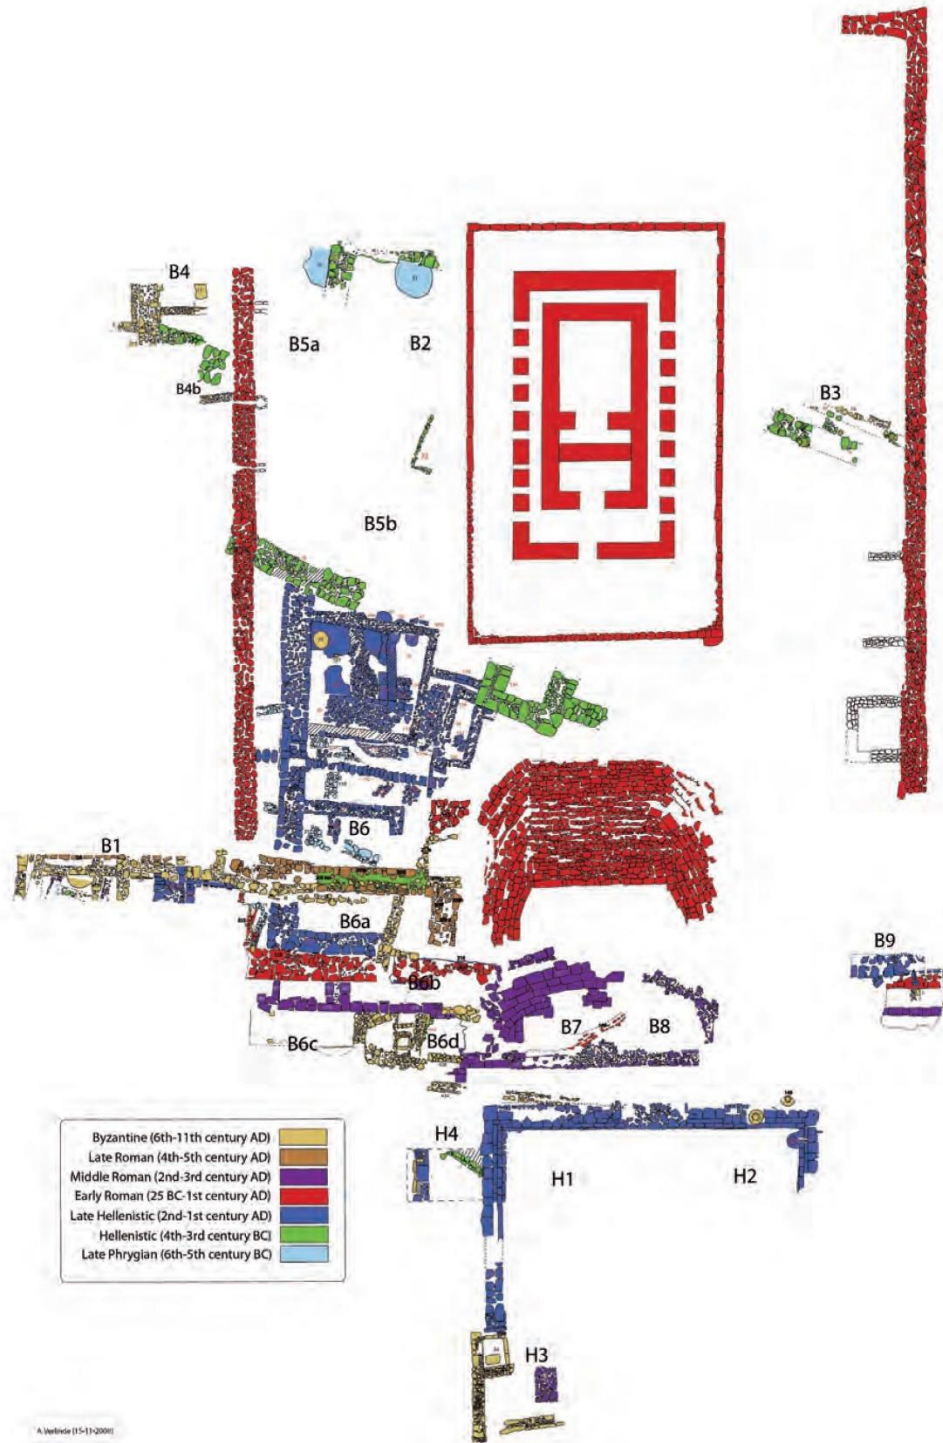 B4
B5a
B2
B4b
B3
B5b
B6
B1
B6a
B9
B6b
B7
B8
B6c
B6d
H4
H1
H2
H3
Byzantine (6th-11th century AD)
Late Roman (4th-5th century AD)
Middle Roman (2nd-3rd century AD)
Early Roman (25 BC-1st century AD)
Late Hellenistic (2nd-1st century AD)
Hellenistic (4th-3rd century BC)
Late Phrygian (6th-5th century BC)